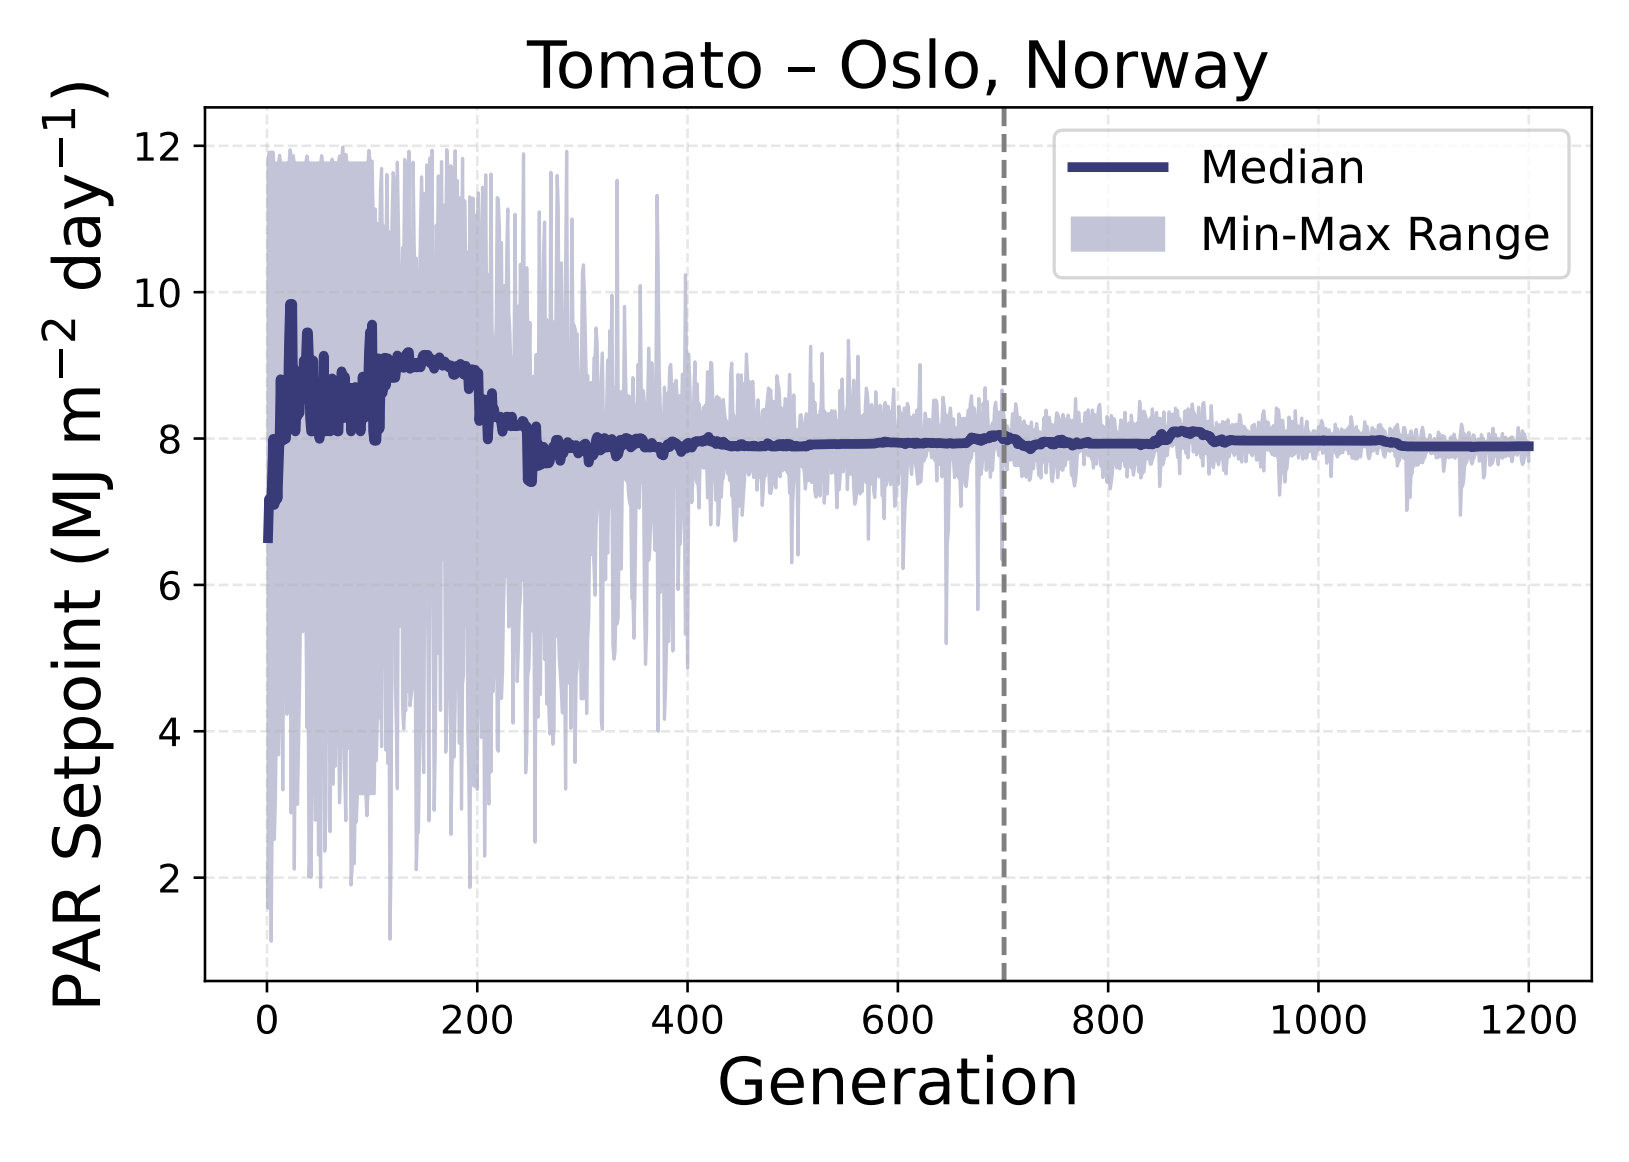 Tomato – Oslo, Norway
PAR Setpoint (MJ m⁻² day⁻¹)
12
10
8
6
4
2
Median
Min-Max Range
0 200 400 600 800 1000 1200
Generation